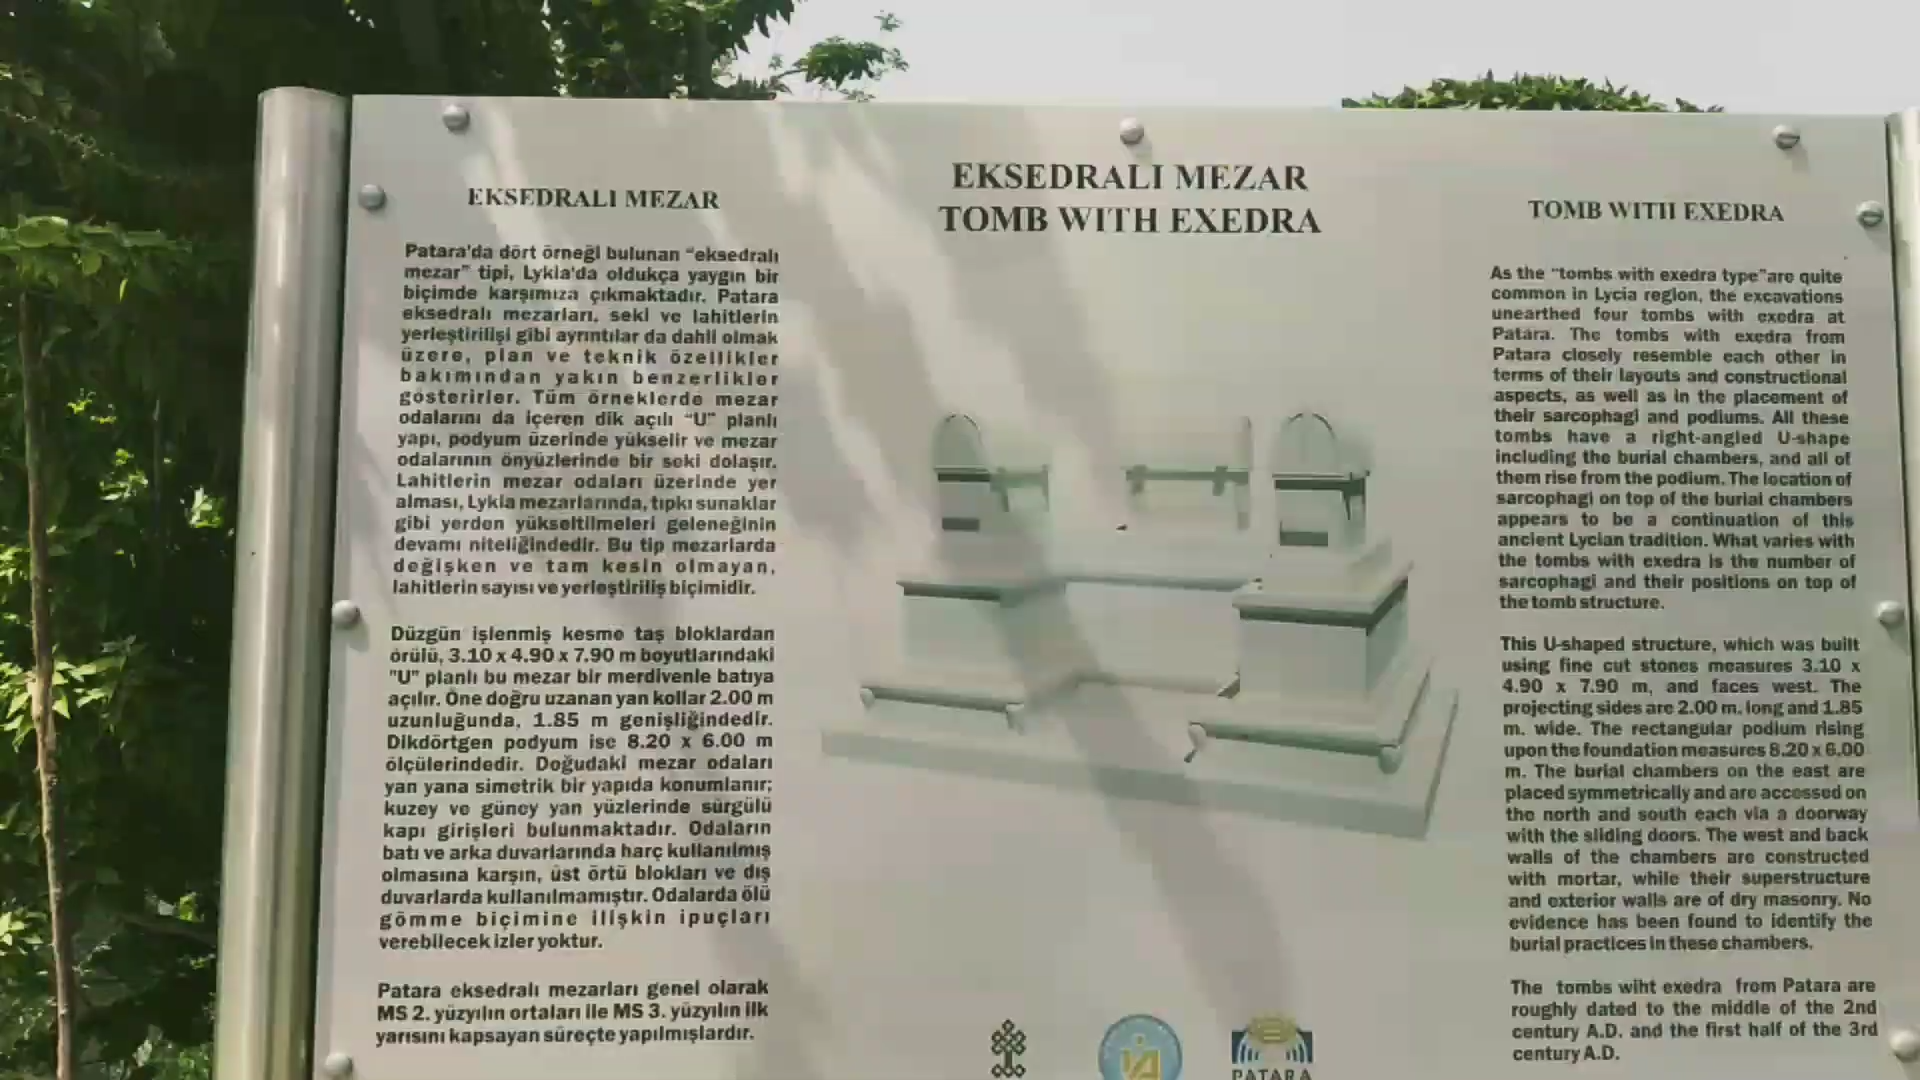 EKSEDRALI MEZAR
Patara'da dört örneği bulunan "eksedralı
mezar" tipi, Lykia'da oldukça yaygın bir
biçimde karşımıza çıkmaktadır. Patara
eksedralı mezarları, seki ve lahitlerin
yerleştirilişi gibi ayrıntılar da dahil olmak
üzere, plan ve teknik özellikler
bakımından yakın benzerlikler
gösterirler. Tüm örneklerde mezar
odalarını da içeren dik açılı "U" planlı
yapı, podyum üzerinde yükselir ve mezar
odalarının önyüzlerinde bir seki dolaşır.
Lahitlerin mezar odaları üzerinde yer
alması, Lykia mezarlarında, tıpkı sunaklar
gibi yerden yükseltilmeleri geleneğinin
devamı niteliğindedir. Bu tip mezarlarda
değişken ve tam kesin olmayan,
lahitlerin sayısı ve yerleştiriliş biçimidir.
Düzgün işlenmiş kesme taş bloklardan
örülü, 3.10 x 4.90 x 7.90 m boyutlarındaki
"U" planlı bu mezar bir merdivenle batıya
açılır. Öne doğru uzanan yan kollar 2.00 m
uzunluğunda, 1.85 m genişliğindedir.
Dikdörtgen podyum ise 8.20 x 6.00 m
ölçülerindedir. Doğudaki mezar odaları
yan yana simetrik bir yapıda konumlanır;
kuzey ve güney yan yüzlerinde sürgülü
kapı girişleri bulunmaktadır. Odaların
batı ve arka duvarlarında harç kullanılmış
olmasına karşın, üst örtü blokları ve dış
duvarlarda kullanılmamıştır. Odalarda ölü
gömme biçimine ilişkin ipuçları
verebilecek izler yoktur.
Patara eksedralı mezarları genel olarak
MS 2. yüzyılın ortaları ile MS 3. yüzyılın ilk
yarısını kapsayan süreçte yapılmışlardır.
EKSEDRALI MEZAR
TOMB WITH EXEDRA
PATARA
TOMB WITH EXEDRA
As the "tombs with exedra type"are quite
common in Lycia region, the excavations
unearthed four tombs with exedra at
Patara. The tombs with exedra from
Patara closely resemble each other in
terms of their layouts and constructional
aspects, as well as in the placement of
their sarcophagi and podiums. All these
tombs have a right-angled U-shape
including the burial chambers, and all of
them rise from the podium. The location of
sarcophagi on top of the burial chambers
appears to be a continuation of this
ancient Lycian tradition. What varies with
the tombs with exedra is the number of
sarcophagi and their positions on top of
the tomb structure.
This U-shaped structure, which was built
using fine cut stones measures 3.10 x
4.90 x 7.90 m, and faces west. The
projecting sides are 2.00 m. long and 1.85
m. wide. The rectangular podium rising
upon the foundation measures 8.20 x 6.00
m. The burial chambers on the east are
placed symmetrically and are accessed on
the north and south each via a doorway
with the sliding doors. The west and back
walls of the chambers are constructed
with mortar, while their superstructure
and exterior walls are of dry masonry. No
evidence has been found to identify the
burial practices in these chambers.
The tombs wiht exedra from Patara are
roughly dated to the middle of the 2nd
century A.D. and the first half of the 3rd
century A.D.